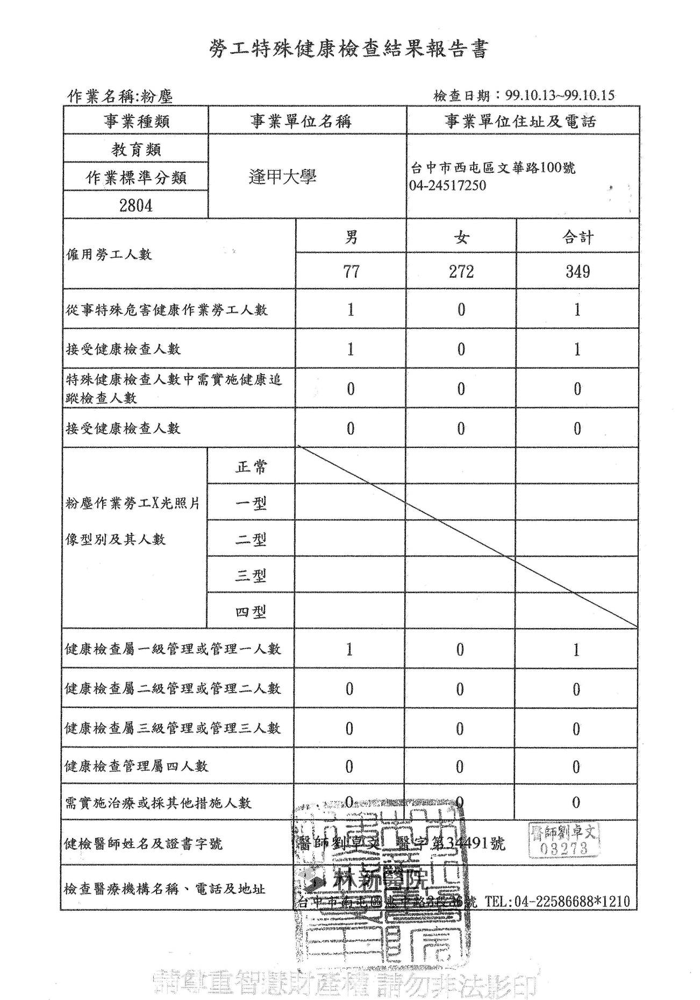 勞工特殊健康檢查結果報告書
作業名稱:粉塵
檢查日期：99.10.13~99.10.15
事業種類 事業單位名稱 事業單位住址及電話
教育類
作業標準分類
2804
逢甲大學
台中市西屯區文華路100號
04-24517250
僱用勞工人數
男 女 合計
77 272 349
從事特殊危害健康作業勞工人數 1 0 1
接受健康檢查人數 1 0 1
特殊健康檢查人數中需實施健康追
蹤檢查人數 0 0 0
接受健康檢查人數 0 0 0
粉塵作業勞工X光照片
像型別及其人數
正常
一型
二型
三型
四型
健康檢查屬一級管理或管理一人數 1 0 1
健康檢查屬二級管理或管理二人數 0 0 0
健康檢查屬三級管理或管理三人數 0 0 0
健康檢查管理屬四人數 0 0 0
需實施治療或採其他措施人數 0 0 0
健檢醫師姓名及證書字號 醫師劉卓文 醫字第34491號
醫師劉卓文
03273
檢查醫療機構名稱、電話及地址
林新醫院
台中市南屯區惠中路3段36號 TEL:04-22586688*1210
請尊重智慧財產權 請勿非法影印